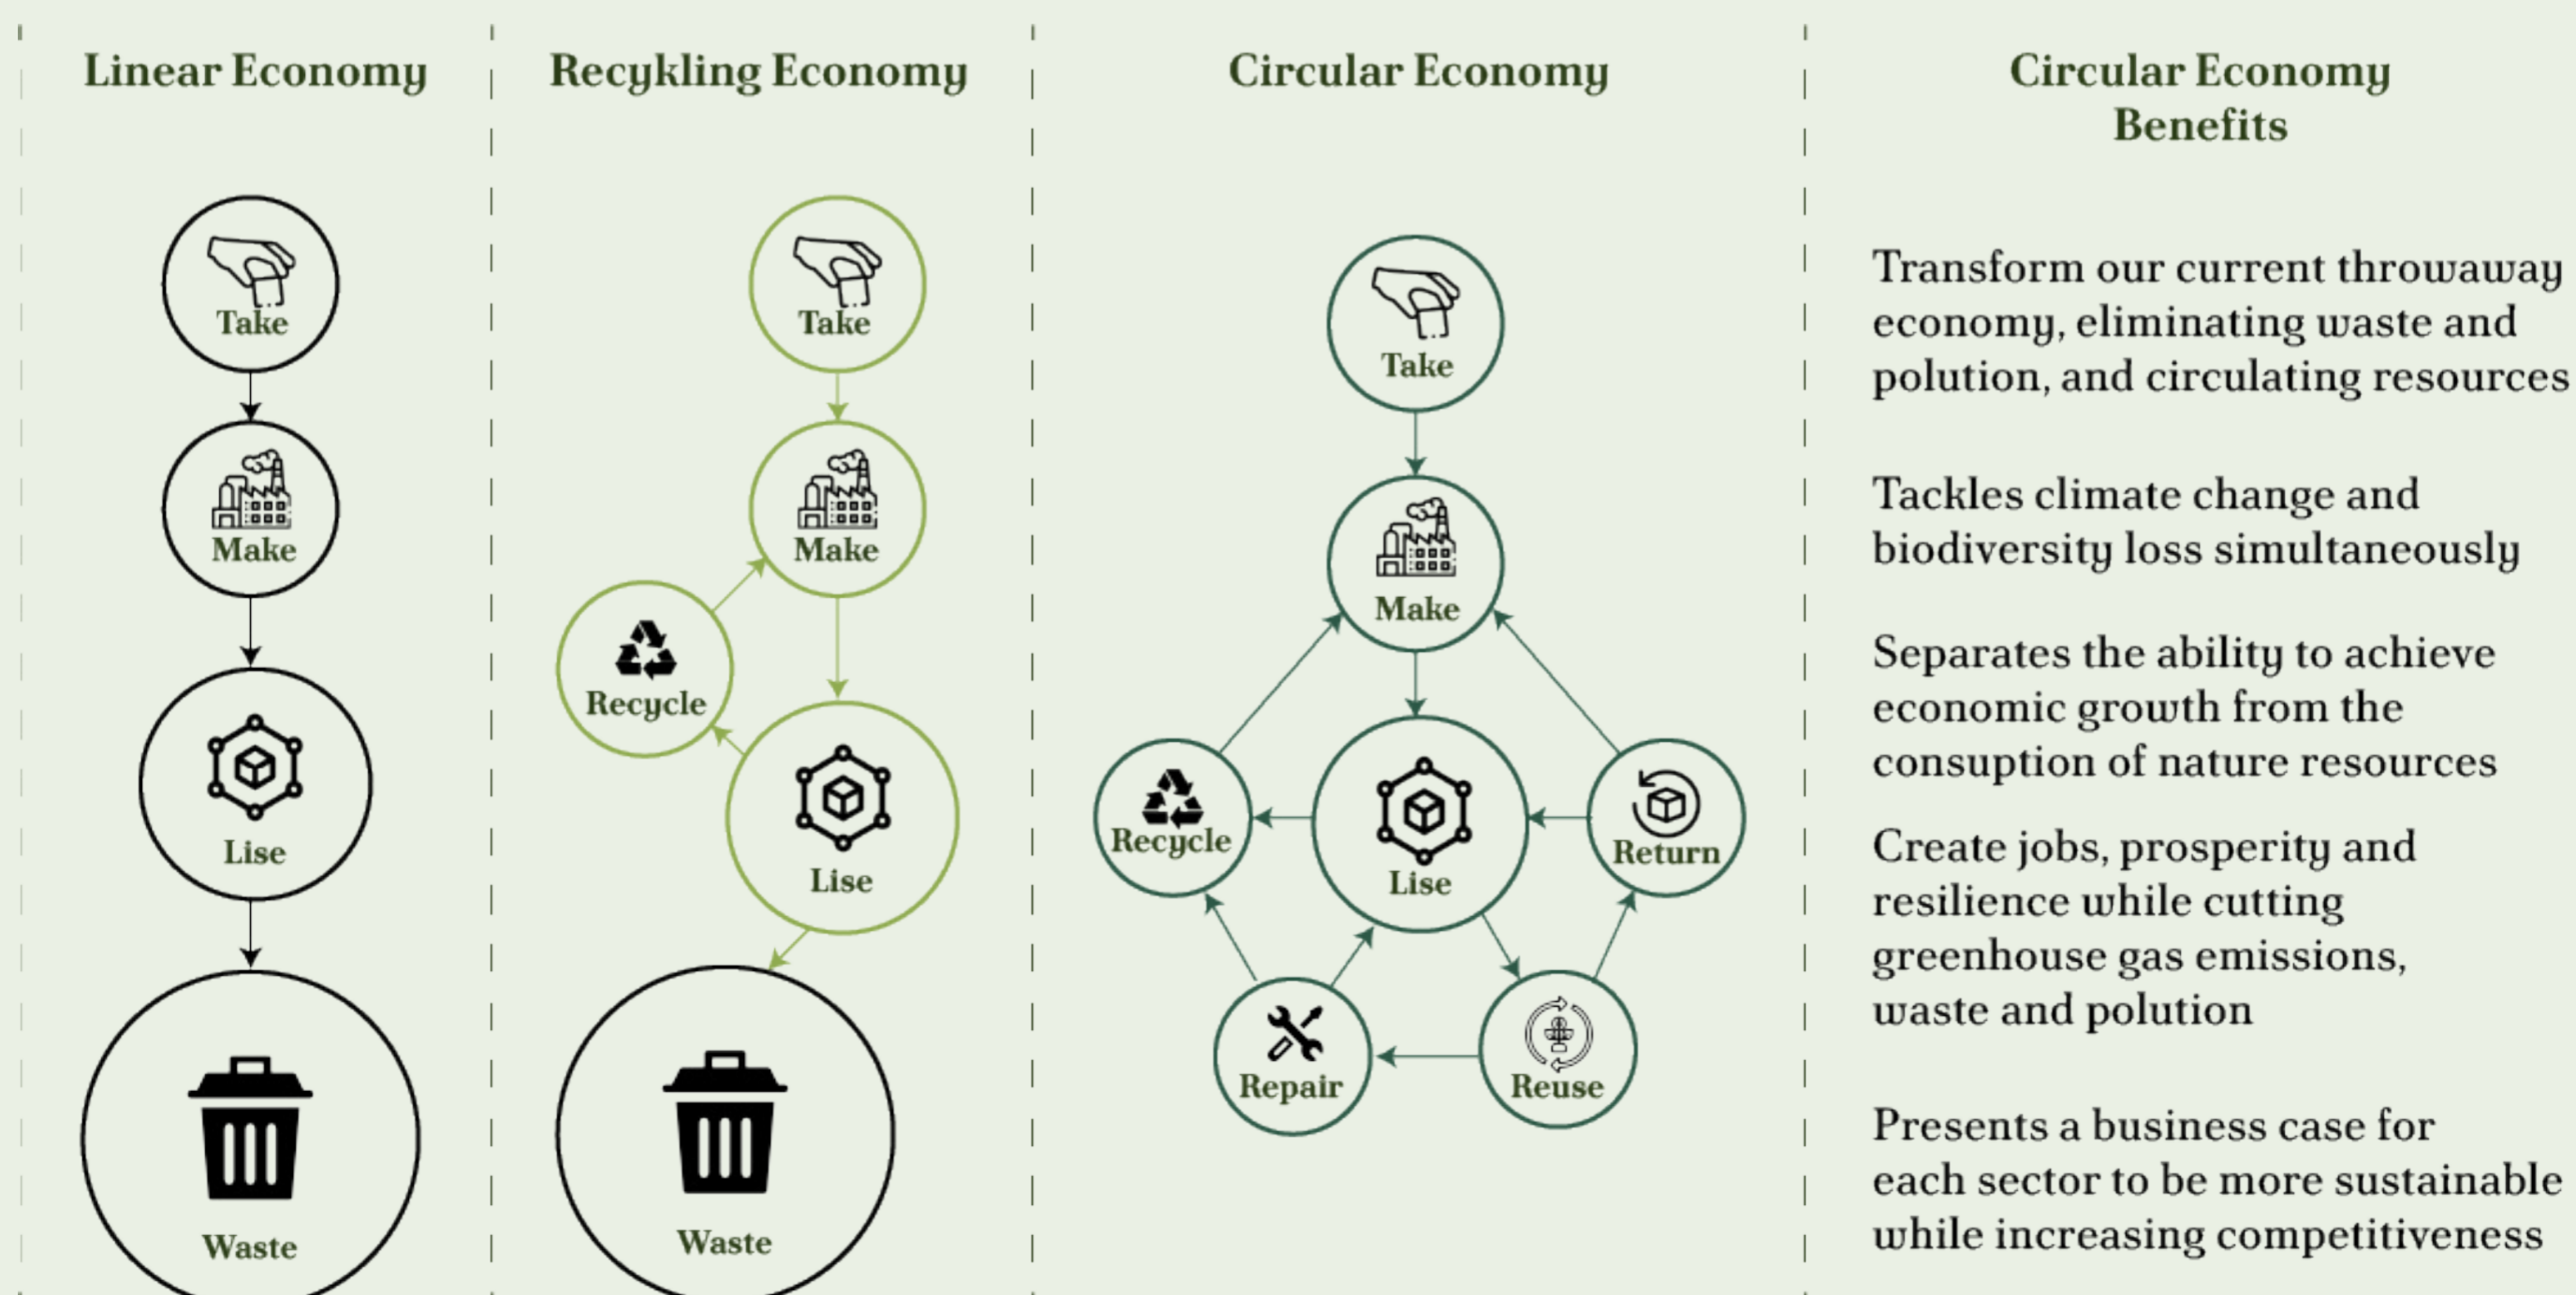 Linear Economy
Take
Make
Lise
Waste
Recykling Economy
Take
Make
Recycle
Lise
Waste
Circular Economy
Take
Make
Recycle
Lise
Return
Repair
Reuse
Circular Economy
Benefits
Transform our current throwaway
economy, eliminating waste and
polution, and circulating resources
Tackles climate change and
biodiversity loss simultaneously
Separates the ability to achieve
economic growth from the
consuption of nature resources
Create jobs, prosperity and
resilience while cutting
greenhouse gas emissions,
waste and polution
Presents a business case for
each sector to be more sustainable
while increasing competitiveness